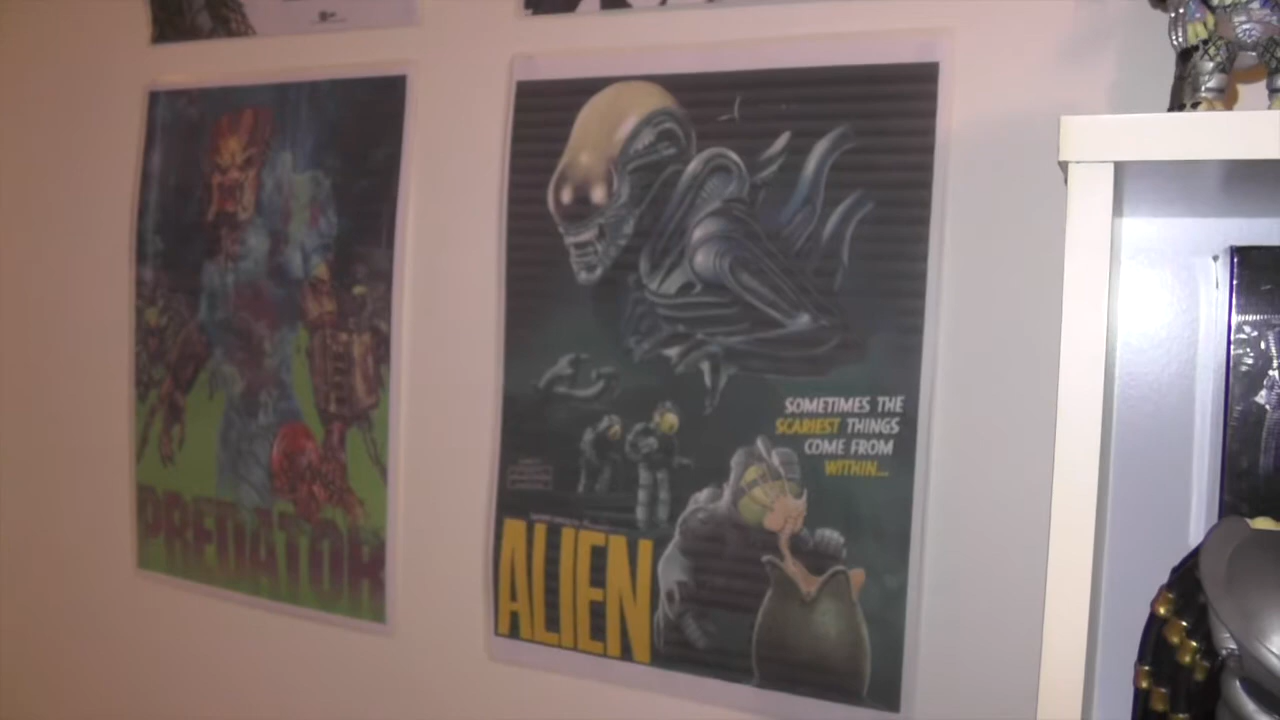 PREDATOR
SOMETIMES THE
SCARIEST THINGS
COME FROM
WITHIN...
ALIEN